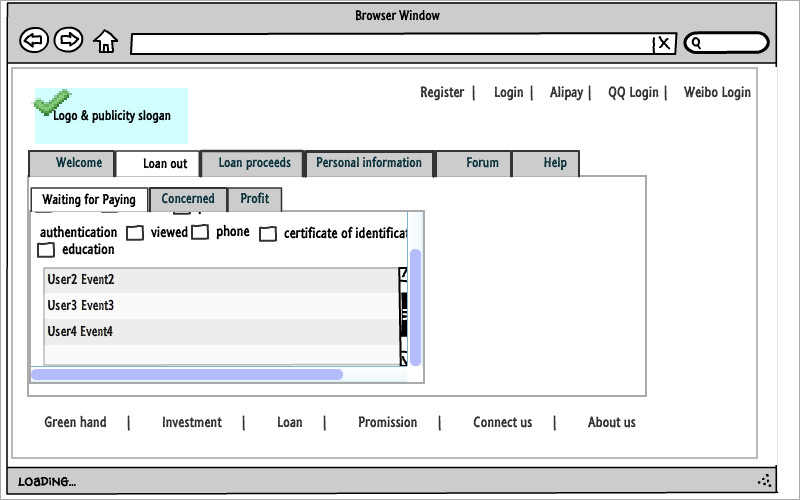 Browser Window
X
Register | Login | Alipay | QQ Login | Weibo Login
Logo & publicity slogan
Welcome Loan out Loan proceeds Personal information Forum Help
Waiting for Paying Concerned Profit
authentication viewed phone certificate of identificat
education
User2 Event2
User3 Event3
User4 Event4
Green hand | Investment | Loan | Promission | Connect us | About us
LOADING...